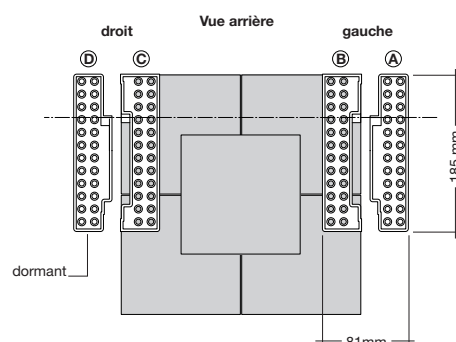 Vue arrière
droit
gauche
D
C
B
A
185 mm
dormant
81mm